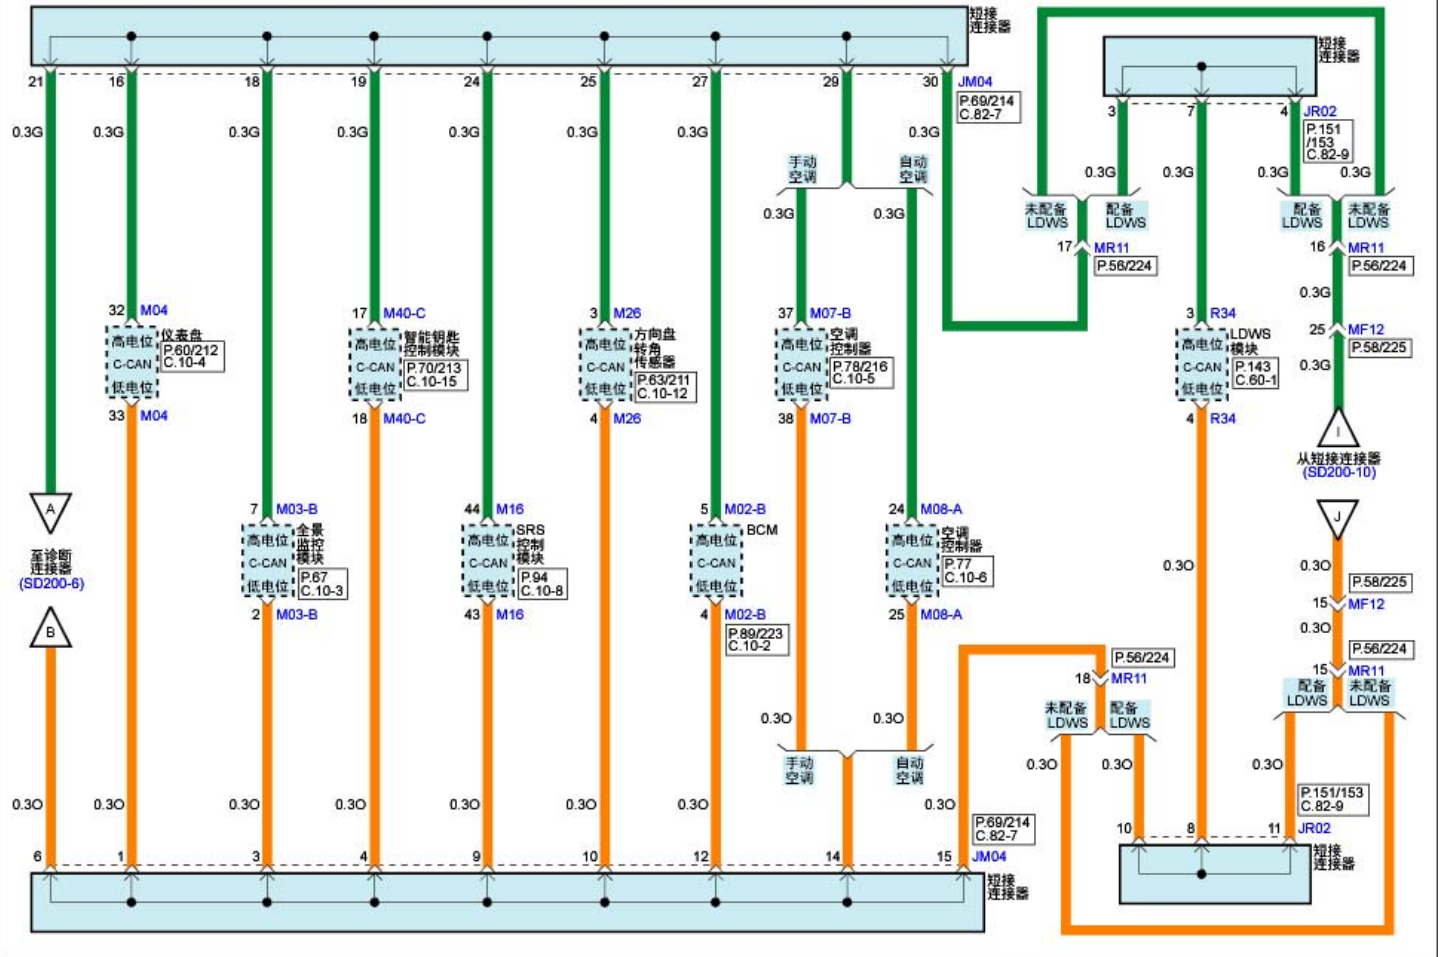 短接
连接器
短接
连接器
21
16
18
19
24
25
27
29
30
JM04
P.69/214
C.82-7
3
7
4
JR02
P.151
/153
C.82-9
0.3G
0.3G
0.3G
0.3G
0.3G
0.3G
0.3G
0.3G
手动
空调
自动
空调
0.3G
0.3G
0.3G
0.3G
0.3G
0.3G
未配备
LDWS
配备
LDWS
配备
LDWS
未配备
LDWS
17
MR11
P.56/224
16
MR11
P.56/224
0.3G
25
MF12
P.58/225
0.3G
32
M04
仪表盘
P.60/212
C.10-4
高电位
C-CAN
低电位
33
M04
17
M40-C
智能钥匙
控制模块
P.70/213
C.10-15
高电位
C-CAN
低电位
18
M40-C
3
M26
方向盘
转角
传感器
P.63/211
C.10-12
高电位
C-CAN
低电位
4
M26
37
M07-B
空调
控制器
P.78/216
C.10-5
高电位
C-CAN
低电位
38
M07-B
3
R34
LDWS
模块
P.143
C.60-1
高电位
C-CAN
低电位
4
R34
I
从短接连接器
(SD200-10)
A
至诊断
连接器
(SD200-6)
B
7
M03-B
全景
监控
模块
P.67
C.10-3
高电位
C-CAN
低电位
2
M03-B
44
M16
SRS
控制
模块
P.94
C.10-8
高电位
C-CAN
低电位
43
M16
5
M02-B
BCM
高电位
C-CAN
低电位
4
M02-B
P.89/223
C.10-2
24
M08-A
空调
控制器
P.77
C.10-6
高电位
C-CAN
低电位
25
M08-A
J
0.3O
0.3O
P.58/225
15
MF12
0.3O
P.56/224
15
MR11
配备
LDWS
未配备
LDWS
P.56/224
18
MR11
未配备
LDWS
配备
LDWS
0.3O
0.3O
手动
空调
自动
空调
0.3O
0.3O
0.3O
0.3O
0.3O
0.3O
0.3O
0.3O
0.3O
0.3O
0.3O
P.69/214
C.82-7
P.151/153
C.82-9
6
1
3
4
9
10
12
14
15
JM04
10
8
11
JR02
短接
连接器
短接
连接器